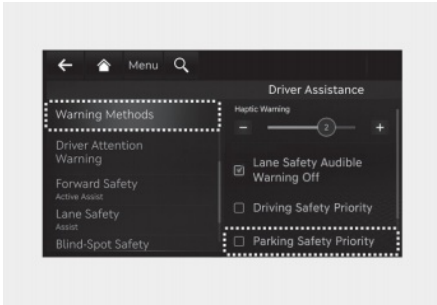 Menu
Driver Assistance
Warning Methods
Driver Attention
Warning
Forward Safety
Active Assist
Lane Safety
Assist
Blind-Spot Safety
Haptic Warning
2
Lane Safety Audible
Warning Off
Driving Safety Priority
Parking Safety Priority